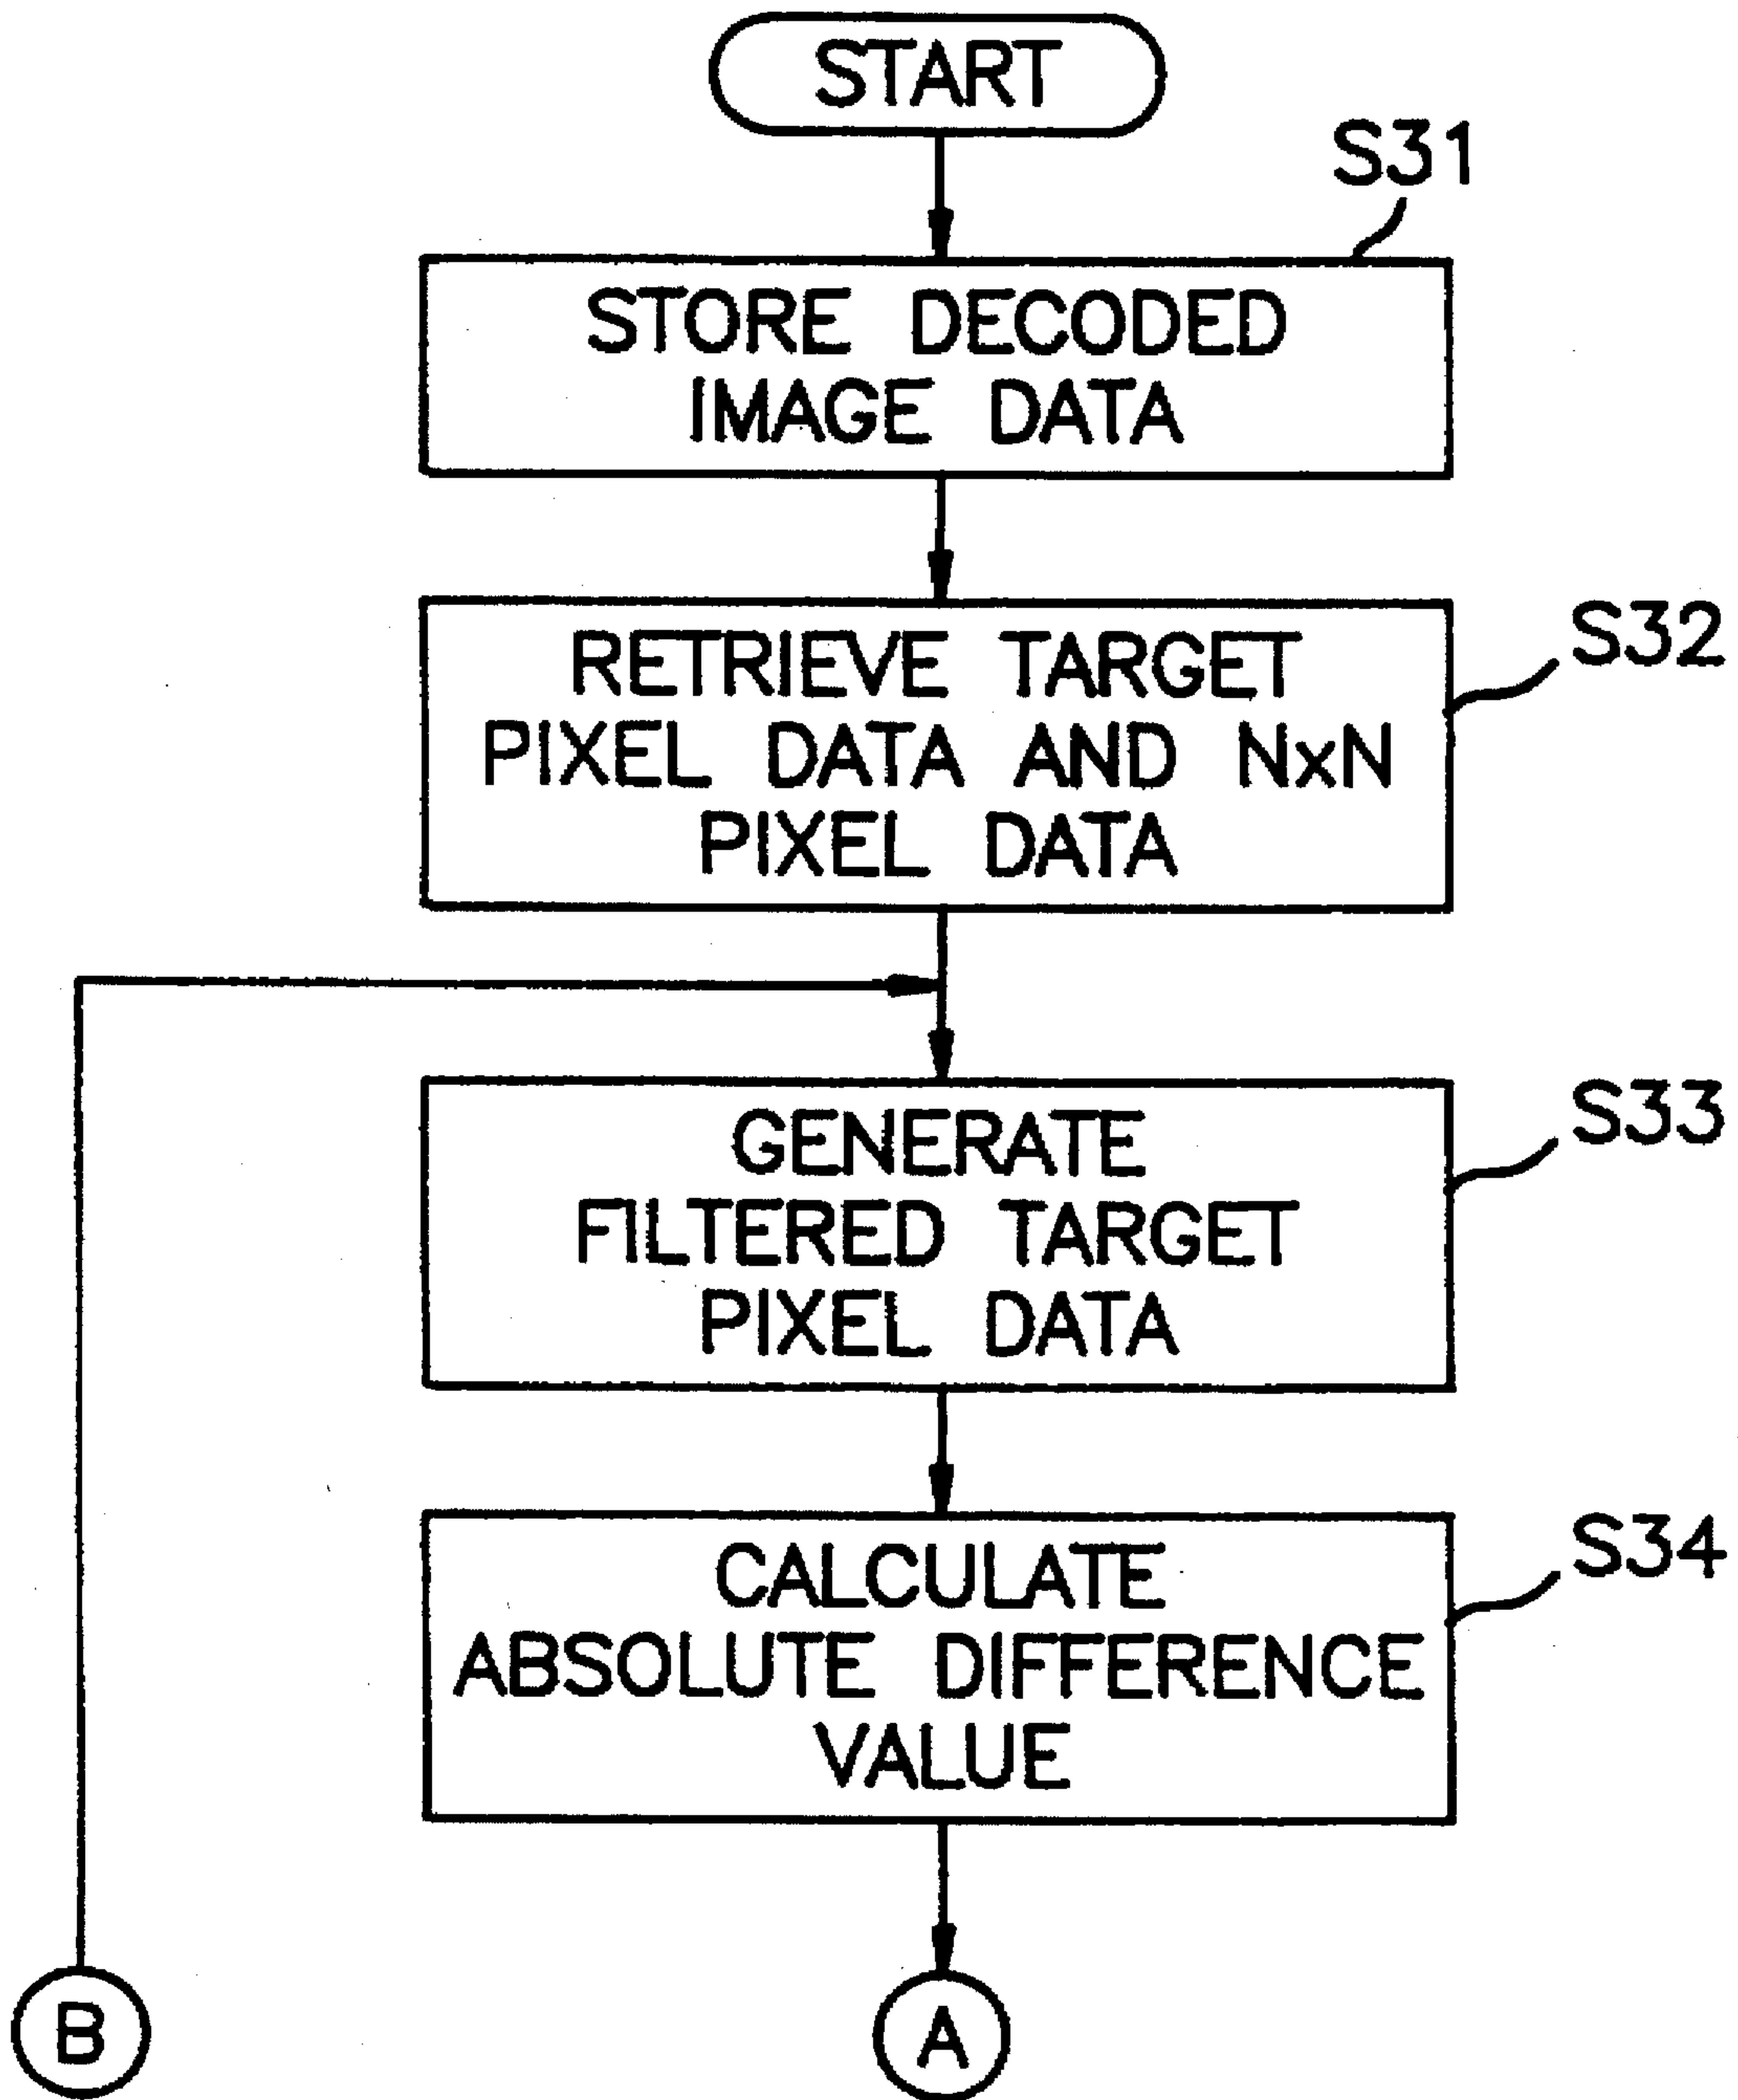 START
S31
STORE DECODED
IMAGE DATA
S32
RETRIEVE TARGET
PIXEL DATA AND NxN
PIXEL DATA
S33
GENERATE
FILTERED TARGET
PIXEL DATA
S34
CALCULATE
ABSOLUTE DIFFERENCE
VALUE
B
A